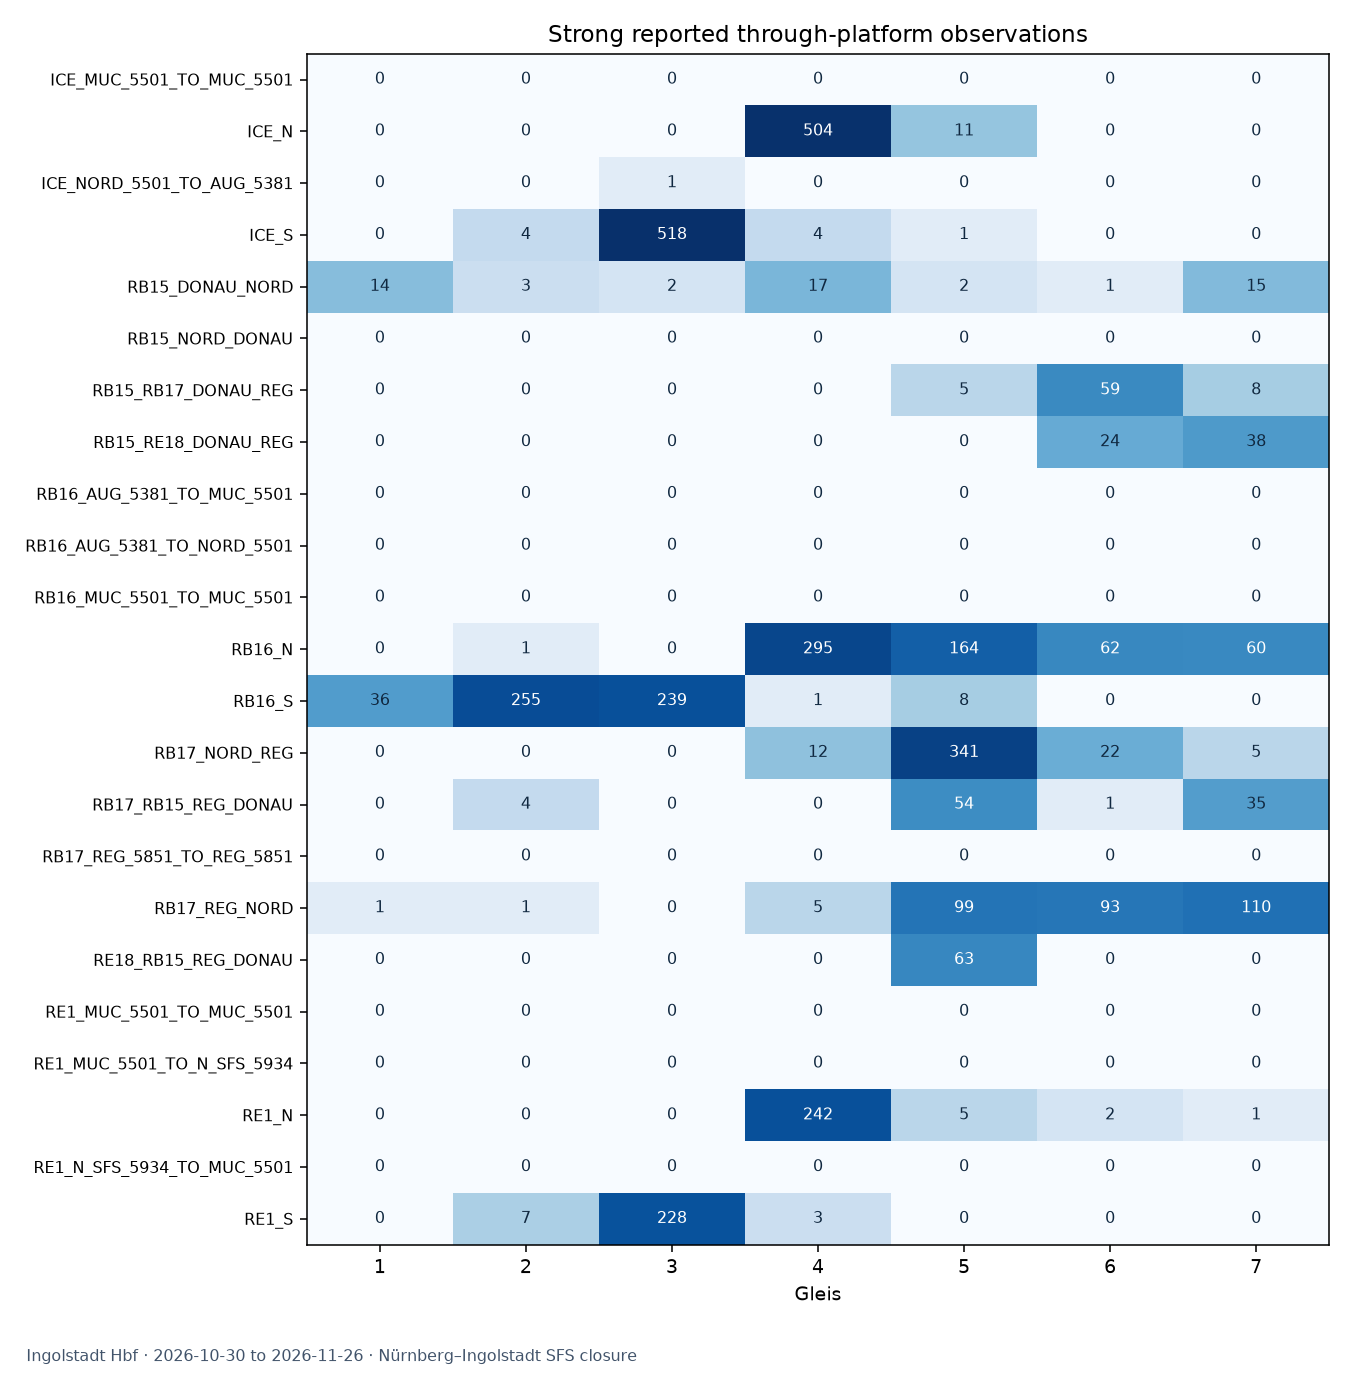 Strong reported through-platform observations
ICE_MUC_5501_TO_MUC_5501 0 0 0 0 0 0 0
ICE_N 0 0 0 504 11 0 0
ICE_NORD_5501_TO_AUG_5381 0 0 1 0 0 0 0
ICE_S 0 4 518 4 1 0 0
RB15_DONAU_NORD 14 3 2 17 2 1 15
RB15_NORD_DONAU 0 0 0 0 0 0 0
RB15_RB17_DONAU_REG 0 0 0 0 5 59 8
RB15_RE18_DONAU_REG 0 0 0 0 0 24 38
RB16_AUG_5381_TO_MUC_5501 0 0 0 0 0 0 0
RB16_AUG_5381_TO_NORD_5501 0 0 0 0 0 0 0
RB16_MUC_5501_TO_MUC_5501 0 0 0 0 0 0 0
RB16_N 0 1 0 295 164 62 60
RB16_S 36 255 239 1 8 0 0
RB17_NORD_REG 0 0 0 12 341 22 5
RB17_RB15_REG_DONAU 0 4 0 0 54 1 35
RB17_REG_5851_TO_REG_5851 0 0 0 0 0 0 0
RB17_REG_NORD 1 1 0 5 99 93 110
RE18_RB15_REG_DONAU 0 0 0 0 63 0 0
RE1_MUC_5501_TO_MUC_5501 0 0 0 0 0 0 0
RE1_MUC_5501_TO_N_SFS_5934 0 0 0 0 0 0 0
RE1_N 0 0 0 242 5 2 1
RE1_N_SFS_5934_TO_MUC_5501 0 0 0 0 0 0 0
RE1_S 0 7 228 3 0 0 0
1 2 3 4 5 6 7
Gleis
Ingolstadt Hbf · 2026-10-30 to 2026-11-26 · Nürnberg–Ingolstadt SFS closure